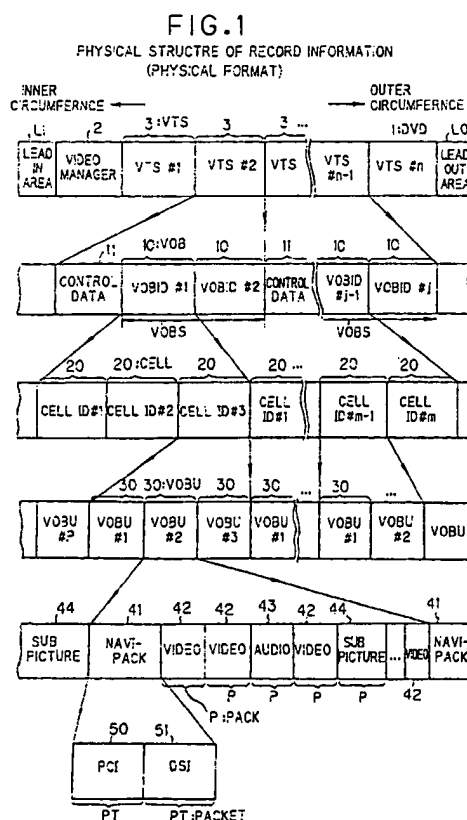 FIG.1
PHYSICAL STRUCTRE OF RECORD INFORMATION
(PHYSICAL FORMAT)
INNER CIRCUMFERNCE
OUTER CIRCUMFERNCE
LI 2 3:VTS 3 3 ... 1:DVD LO
LEAD IN AREA VIDEO MANAGER VTS #1 VTS #2 VTS VTS #n-1 VTS #n LEAD OUT AREA
11 10:VOB 10 11 10 10
CONTROL DATA VOBID #1 VOBID #2 CONTROL DATA VOBID #j-1 VOBID #j
VOBS VOBS
20 20:CELL 20 20 ... 20 20
CELL ID#1 CELL ID#2 CELL ID#3 CELL ID#1 CELL ID#m-1 CELL ID#m
30 30:VOBU 30 30 ... 30 ...
VOBU #P VOBU #1 VOBU #2 VOBU #3 VOBU #1 VOBU #1 VOBU #2 VOBU
44 41 42 42 43 42 44 41
SUB PICTURE NAVI-PACK VIDEO VIDEO AUDIO VIDEO SUB PICTURE ... VIDEO NAVI-PACK
P P P P 42
P:PACK
50 51
PCI DSI
PT PT:PACKET